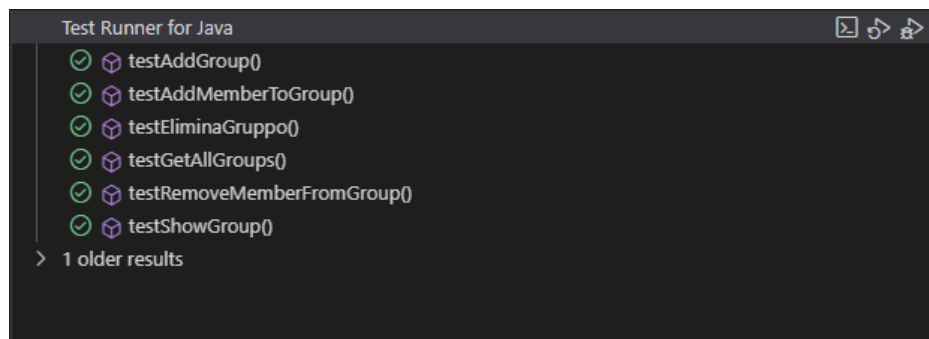 Test Runner for Java
testAddGroup()
testAddMemberToGroup()
testEliminaGruppo()
testGetAllGroups()
testRemoveMemberFromGroup()
testShowGroup()
1 older results